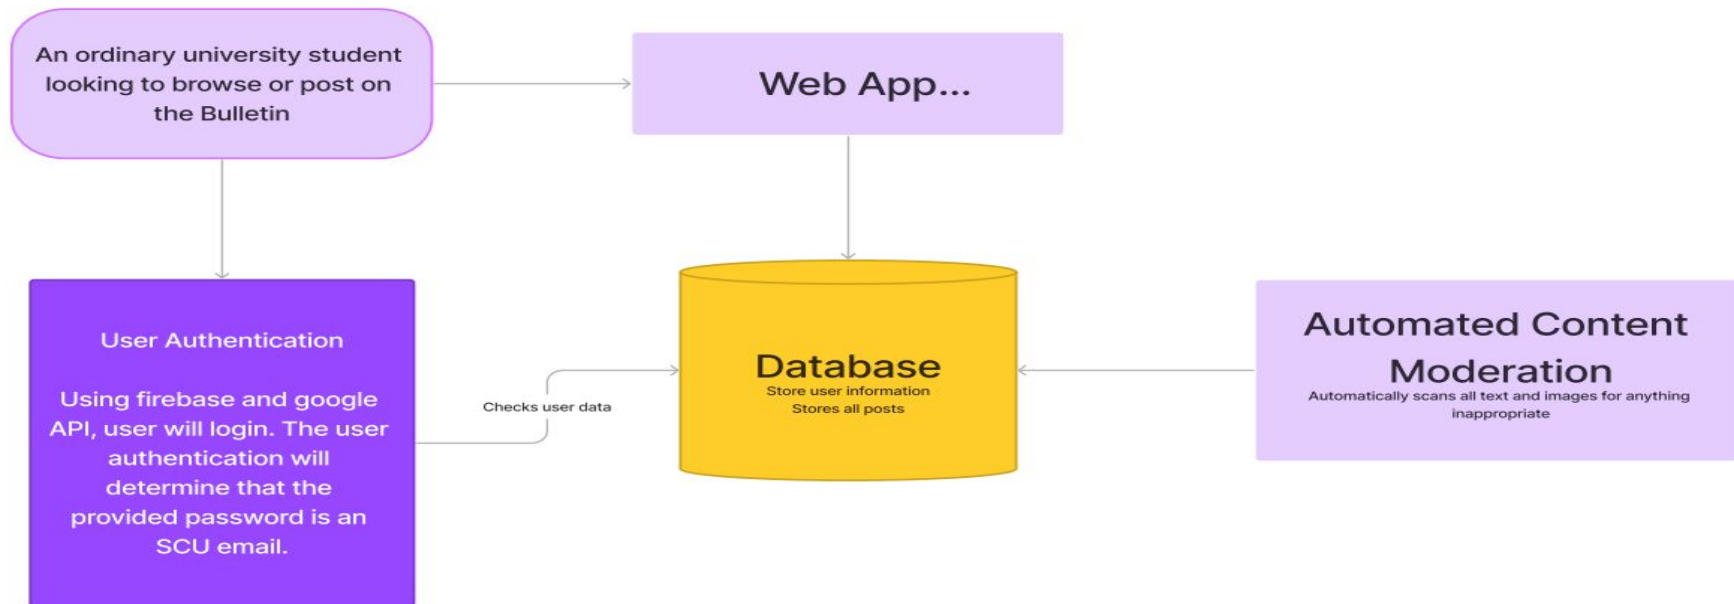 An ordinary university student
looking to browse or post on
the Bulletin
Web App...
User Authentication
Using firebase and google
API, user will login. The user
authentication will
determine that the
provided password is an
SCU email.
Checks user data
Database
Store user information
Stores all posts
Automated Content
Moderation
Automatically scans all text and images for anything
inappropriate